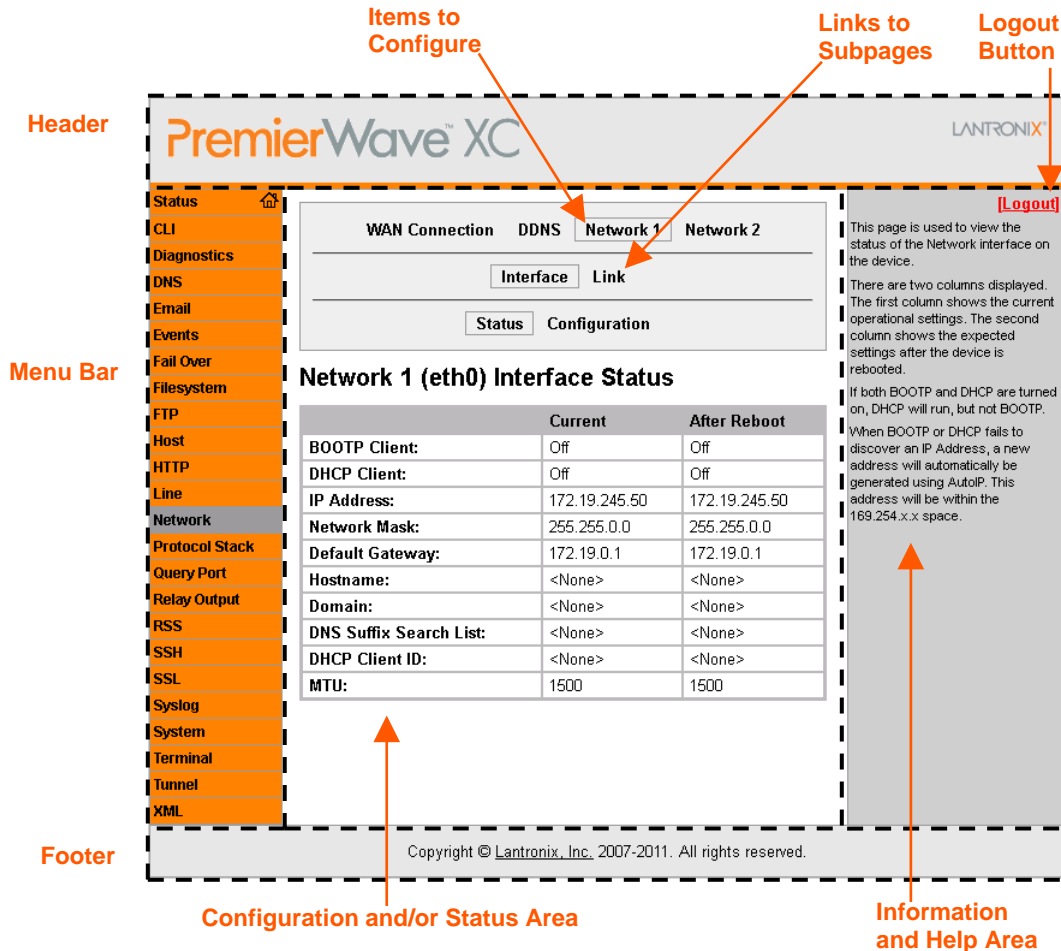 Items to
Configure
Links to
Subpages
Logout
Button
Header
PremierWave™ XC
LANTRONIX®
Menu Bar
Status
CLI
Diagnostics
DNS
Email
Events
Fail Over
Filesystem
FTP
Host
HTTP
Line
Network
Protocol Stack
Query Port
Relay Output
RSS
SSH
SSL
Syslog
System
Terminal
Tunnel
XML
WAN Connection DDNS Network 1 Network 2
Interface Link
Status Configuration
Network 1 (eth0) Interface Status
Current After Reboot
BOOTP Client: Off Off
DHCP Client: Off Off
IP Address: 172.19.245.50 172.19.245.50
Network Mask: 255.255.0.0 255.255.0.0
Default Gateway: 172.19.0.1 172.19.0.1
Hostname: <None> <None>
Domain: <None> <None>
DNS Suffix Search List: <None> <None>
DHCP Client ID: <None> <None>
MTU: 1500 1500
[Logout]
This page is used to view the
status of the Network interface on
the device.
There are two columns displayed.
The first column shows the current
operational settings. The second
column shows the expected
settings after the device is
rebooted.
If both BOOTP and DHCP are turned
on, DHCP will run, but not BOOTP.
When BOOTP or DHCP fails to
discover an IP Address, a new
address will automatically be
generated using AutoIP. This
address will be within the
169.254.x.x space.
Footer
Copyright © Lantronix, Inc. 2007-2011. All rights reserved.
Configuration and/or Status Area
Information
and Help Area